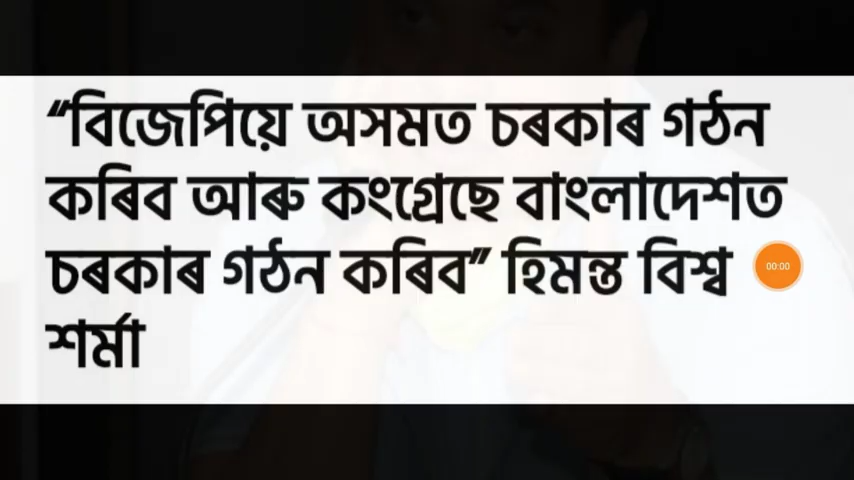 “বিজেপিয়ে অসমত চৰকাৰ গঠন
কৰিব আৰু কংগ্ৰেছে বাংলাদেশত
চৰকাৰ গঠন কৰিব” হিমন্ত বিশ্ব
শৰ্মা
00:00